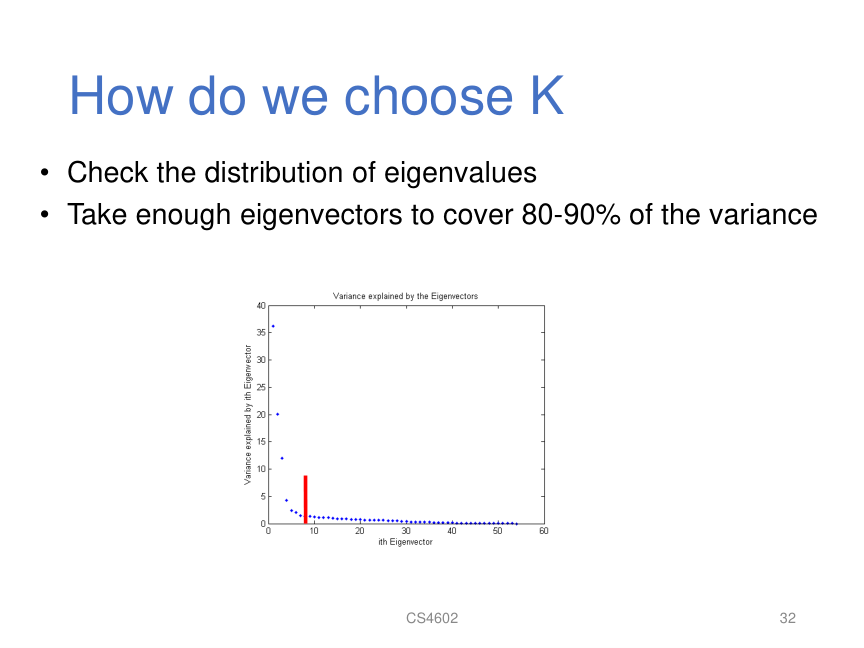 How do we choose K
• Check the distribution of eigenvalues
• Take enough eigenvectors to cover 80-90% of the variance
Variance explained by the Eigenvectors
Variance explained by ith Eigenvector
40
35
30
25
20
15
10
5
0
0 10 20 30 40 50 60
ith Eigenvector
CS4602
32